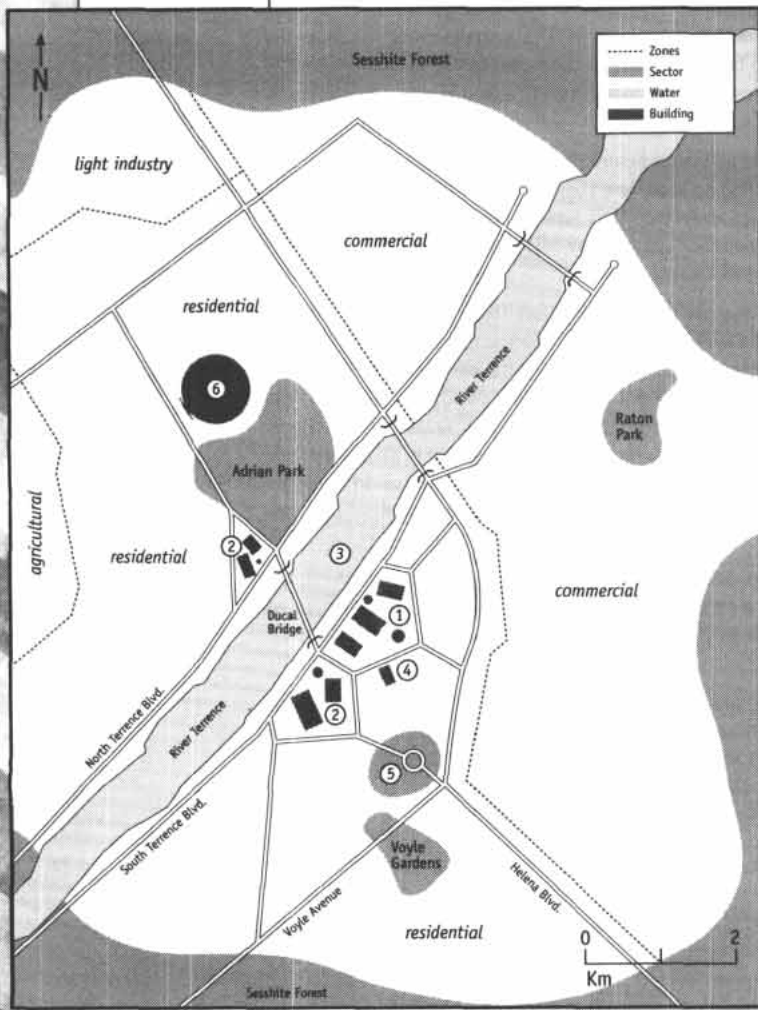 Sesshite Forest
Zones
Sector
Water
Building
N
light industry
commercial
residential
6
River Terrence
Raton
Park
Adrian Park
agricultural
2
residential
3
commercial
Ducal
Bridge
1
4
2
North Terrence Blvd.
River Terrence
5
South Terrence Blvd.
Voyle
Gardens
Helena Blvd.
Voyle Avenue
residential
0
2
Km
Sesshite Forest